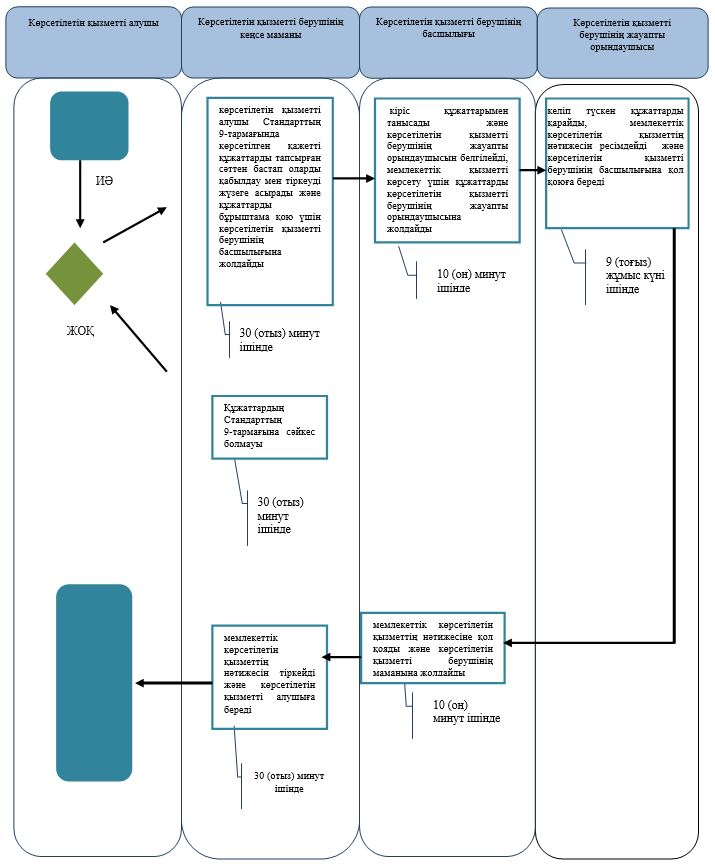 Көрсетілетін қызметті алушы
Көрсетілетін қызметті берушінің
кеңсе маманы
Көрсетілетін қызметті берушінің
басшылығы
Көрсетілетін қызметті
берушінің жауапты
орындаушысы
ИӘ
ЖОҚ
көрсетілетін қызметті
алушы Стандарттың
9-тармағында
көрсетілген қажетті
құжаттарды тапсырған
сәттен бастап оларды
қабылдау мен тіркеуді
жүзеге асырады және
құжаттарды
бұрыштама қою үшін
көрсетілетін қызметті
берушінің
басшылығына
жолдайды
30 (отыз) минут
ішінде
кіріс құжаттарымен
танысады және
көрсетілетін қызметті
берушінің жауапты
орындаушысын белгілейді,
мемлекеттік қызметті
көрсету үшін құжаттарды
көрсетілетін қызметті
берушінің жауапты
орындаушысына
жолдайды
10 (он) минут
ішінде
келіп түскен құжаттарды
қарайды, мемлекеттік
көрсетілетін қызметтің
нәтижесін ресімдейді және
көрсетілетін қызметті
берушінің басшылығына қол
қоюға береді
9 (тоғыз)
жұмыс күні
ішінде
Құжаттардың
Стандарттың
9-тармағына сәйкес
болмауы
30 (отыз)
минут
ішінде
мемлекеттік көрсетілетін
қызметтің нәтижесіне қол
қояды және көрсетілетін
қызметті берушінің
маманына жолдайды
10 (он)
минут ішінде
мемлекеттік
көрсетілетін
қызметтің
нәтижесін тіркейді
және көрсетілетін
қызметті алушыға
береді
30 (отыз) минут
ішінде